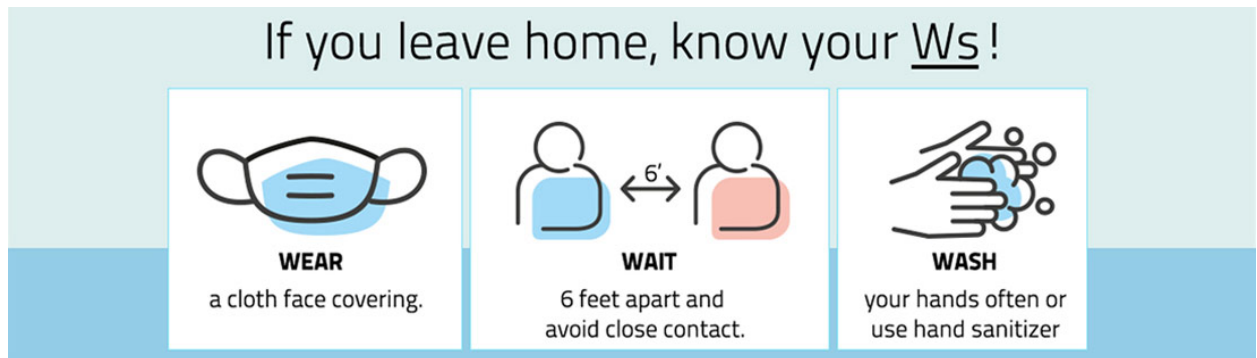 If you leave home, know your Ws!
6'
WEAR
a cloth face covering.
WAIT
6 feet apart and
avoid close contact.
WASH
your hands often or
use hand sanitizer